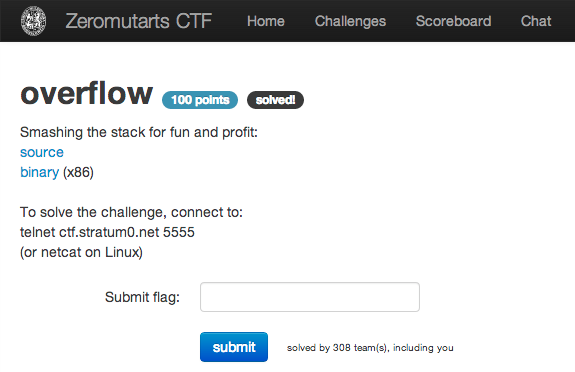 Zeromutarts CTF Home Challenges Scoreboard Chat
overflow 100 points solved!
Smashing the stack for fun and profit:
source
binary (x86)
To solve the challenge, connect to:
telnet ctf.stratum0.net 5555
(or netcat on Linux)
Submit flag:
submit solved by 308 team(s), including you